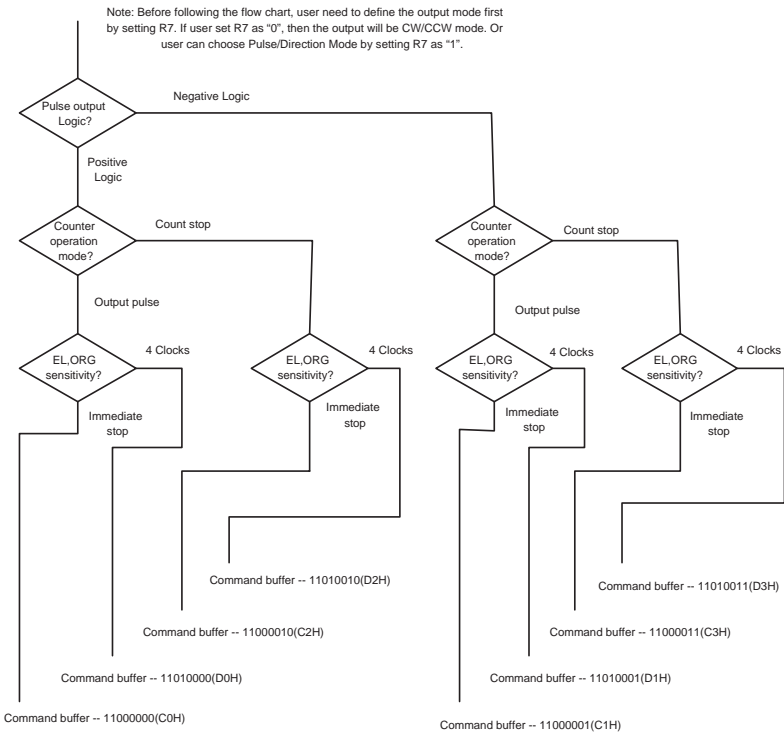 Note: Before following the flow chart, user need to define the output mode first
by setting R7. If user set R7 as “0”, then the output will be CW/CCW mode. Or
user can choose Pulse/Direction Mode by setting R7 as “1”.
Pulse output
Logic?
Negative Logic
Positive
Logic
Counter
operation
mode?
Count stop
Output pulse
EL,ORG
sensitivity?
4 Clocks
Immediate
stop
EL,ORG
sensitivity?
4 Clocks
Immediate
stop
Counter
operation
mode?
Count stop
Output pulse
EL,ORG
sensitivity?
4 Clocks
Immediate
stop
EL,ORG
sensitivity?
4 Clocks
Immediate
stop
Command buffer -- 11010010(D2H)
Command buffer -- 11000010(C2H)
Command buffer -- 11010000(D0H)
Command buffer -- 11000000(C0H)
Command buffer -- 11010011(D3H)
Command buffer -- 11000011(C3H)
Command buffer -- 11010001(D1H)
Command buffer -- 11000001(C1H)